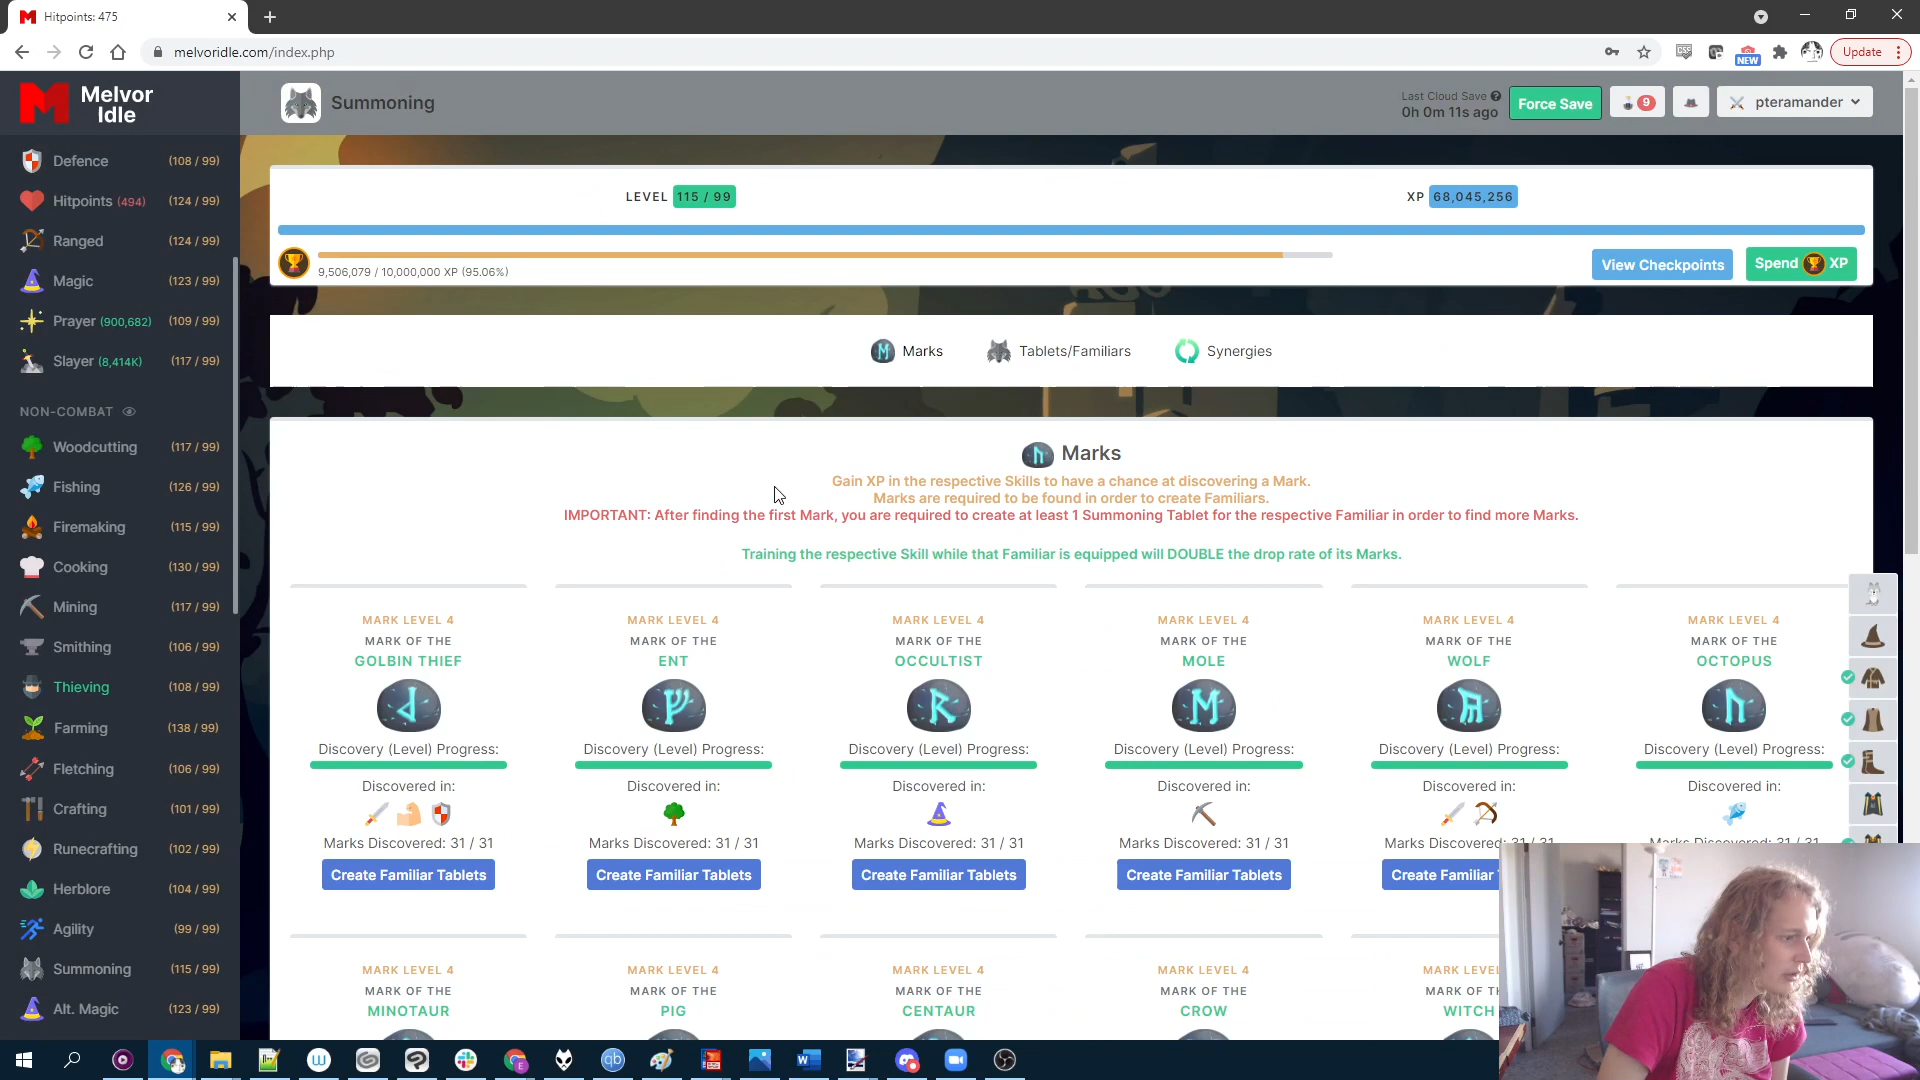 Hitpoints: 475
melvoridle.com/index.php
NEW
Update
Melvor
Idle
Summoning
Last Cloud Save
0h 0m 11s ago
Force Save
9
pteramander
Defence (108 / 99)
Hitpoints (494) (124 / 99)
Ranged (124 / 99)
Magic (123 / 99)
Prayer (900,682) (109 / 99)
Slayer (8,414K) (117 / 99)
NON-COMBAT
Woodcutting (117 / 99)
Fishing (126 / 99)
Firemaking (115 / 99)
Cooking (130 / 99)
Mining (117 / 99)
Smithing (106 / 99)
Thieving (108 / 99)
Farming (138 / 99)
Fletching (106 / 99)
Crafting (101 / 99)
Runecrafting (102 / 99)
Herblore (104 / 99)
Agility (99 / 99)
Summoning (115 / 99)
Alt. Magic (123 / 99)
LEVEL 115 / 99
XP 68,045,256
9,506,079 / 10,000,000 XP (95.06%)
View Checkpoints
Spend XP
Marks
Tablets/Familiars
Synergies
Marks
Gain XP in the respective Skills to have a chance at discovering a Mark.
Marks are required to be found in order to create Familiars.
IMPORTANT: After finding the first Mark, you are required to create at least 1 Summoning Tablet for the respective Familiar in order to find more Marks.
Training the respective Skill while that Familiar is equipped will DOUBLE the drop rate of its Marks.
MARK LEVEL 4
MARK OF THE
GOLBIN THIEF
Discovery (Level) Progress:
Discovered in:
Marks Discovered: 31 / 31
Create Familiar Tablets
MARK LEVEL 4
MARK OF THE
ENT
Discovery (Level) Progress:
Discovered in:
Marks Discovered: 31 / 31
Create Familiar Tablets
MARK LEVEL 4
MARK OF THE
OCCULTIST
Discovery (Level) Progress:
Discovered in:
Marks Discovered: 31 / 31
Create Familiar Tablets
MARK LEVEL 4
MARK OF THE
MOLE
Discovery (Level) Progress:
Discovered in:
Marks Discovered: 31 / 31
Create Familiar Tablets
MARK LEVEL 4
MARK OF THE
WOLF
Discovery (Level) Progress:
Discovered in:
Marks Discovered: 31 / 31
Create Familiar
MARK LEVEL 4
MARK OF THE
OCTOPUS
Discovery (Level) Progress:
Discovered in:
Marks Discovered: 31 / 31
MARK LEVEL 4
MARK OF THE
MINOTAUR
MARK LEVEL 4
MARK OF THE
PIG
MARK LEVEL 4
MARK OF THE
CENTAUR
MARK LEVEL 4
MARK OF THE
CROW
MARK LEVEL
MARK OF TH
WITCH